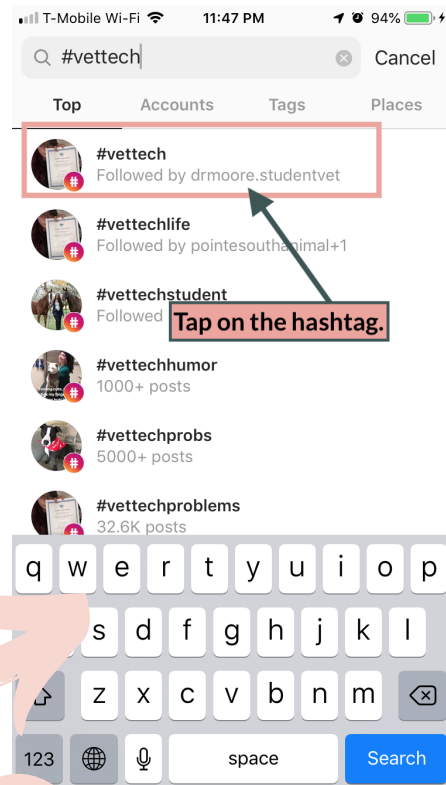 T-Mobile Wi-Fi 11:47 PM 94%
#vettech Cancel
Top Accounts Tags Places
#vettech
Followed by drmoore.studentvet
#vettechlife
Followed by pointesouthanimal+1
#vettechstudent
Followed
Tap on the hashtag.
#vettechhumor
1000+ posts
#vettechprobs
5000+ posts
#vettechproblems
32.6K posts
q w e r t y u i o p
s d f g h j k l
z x c v b n m
123 space Search